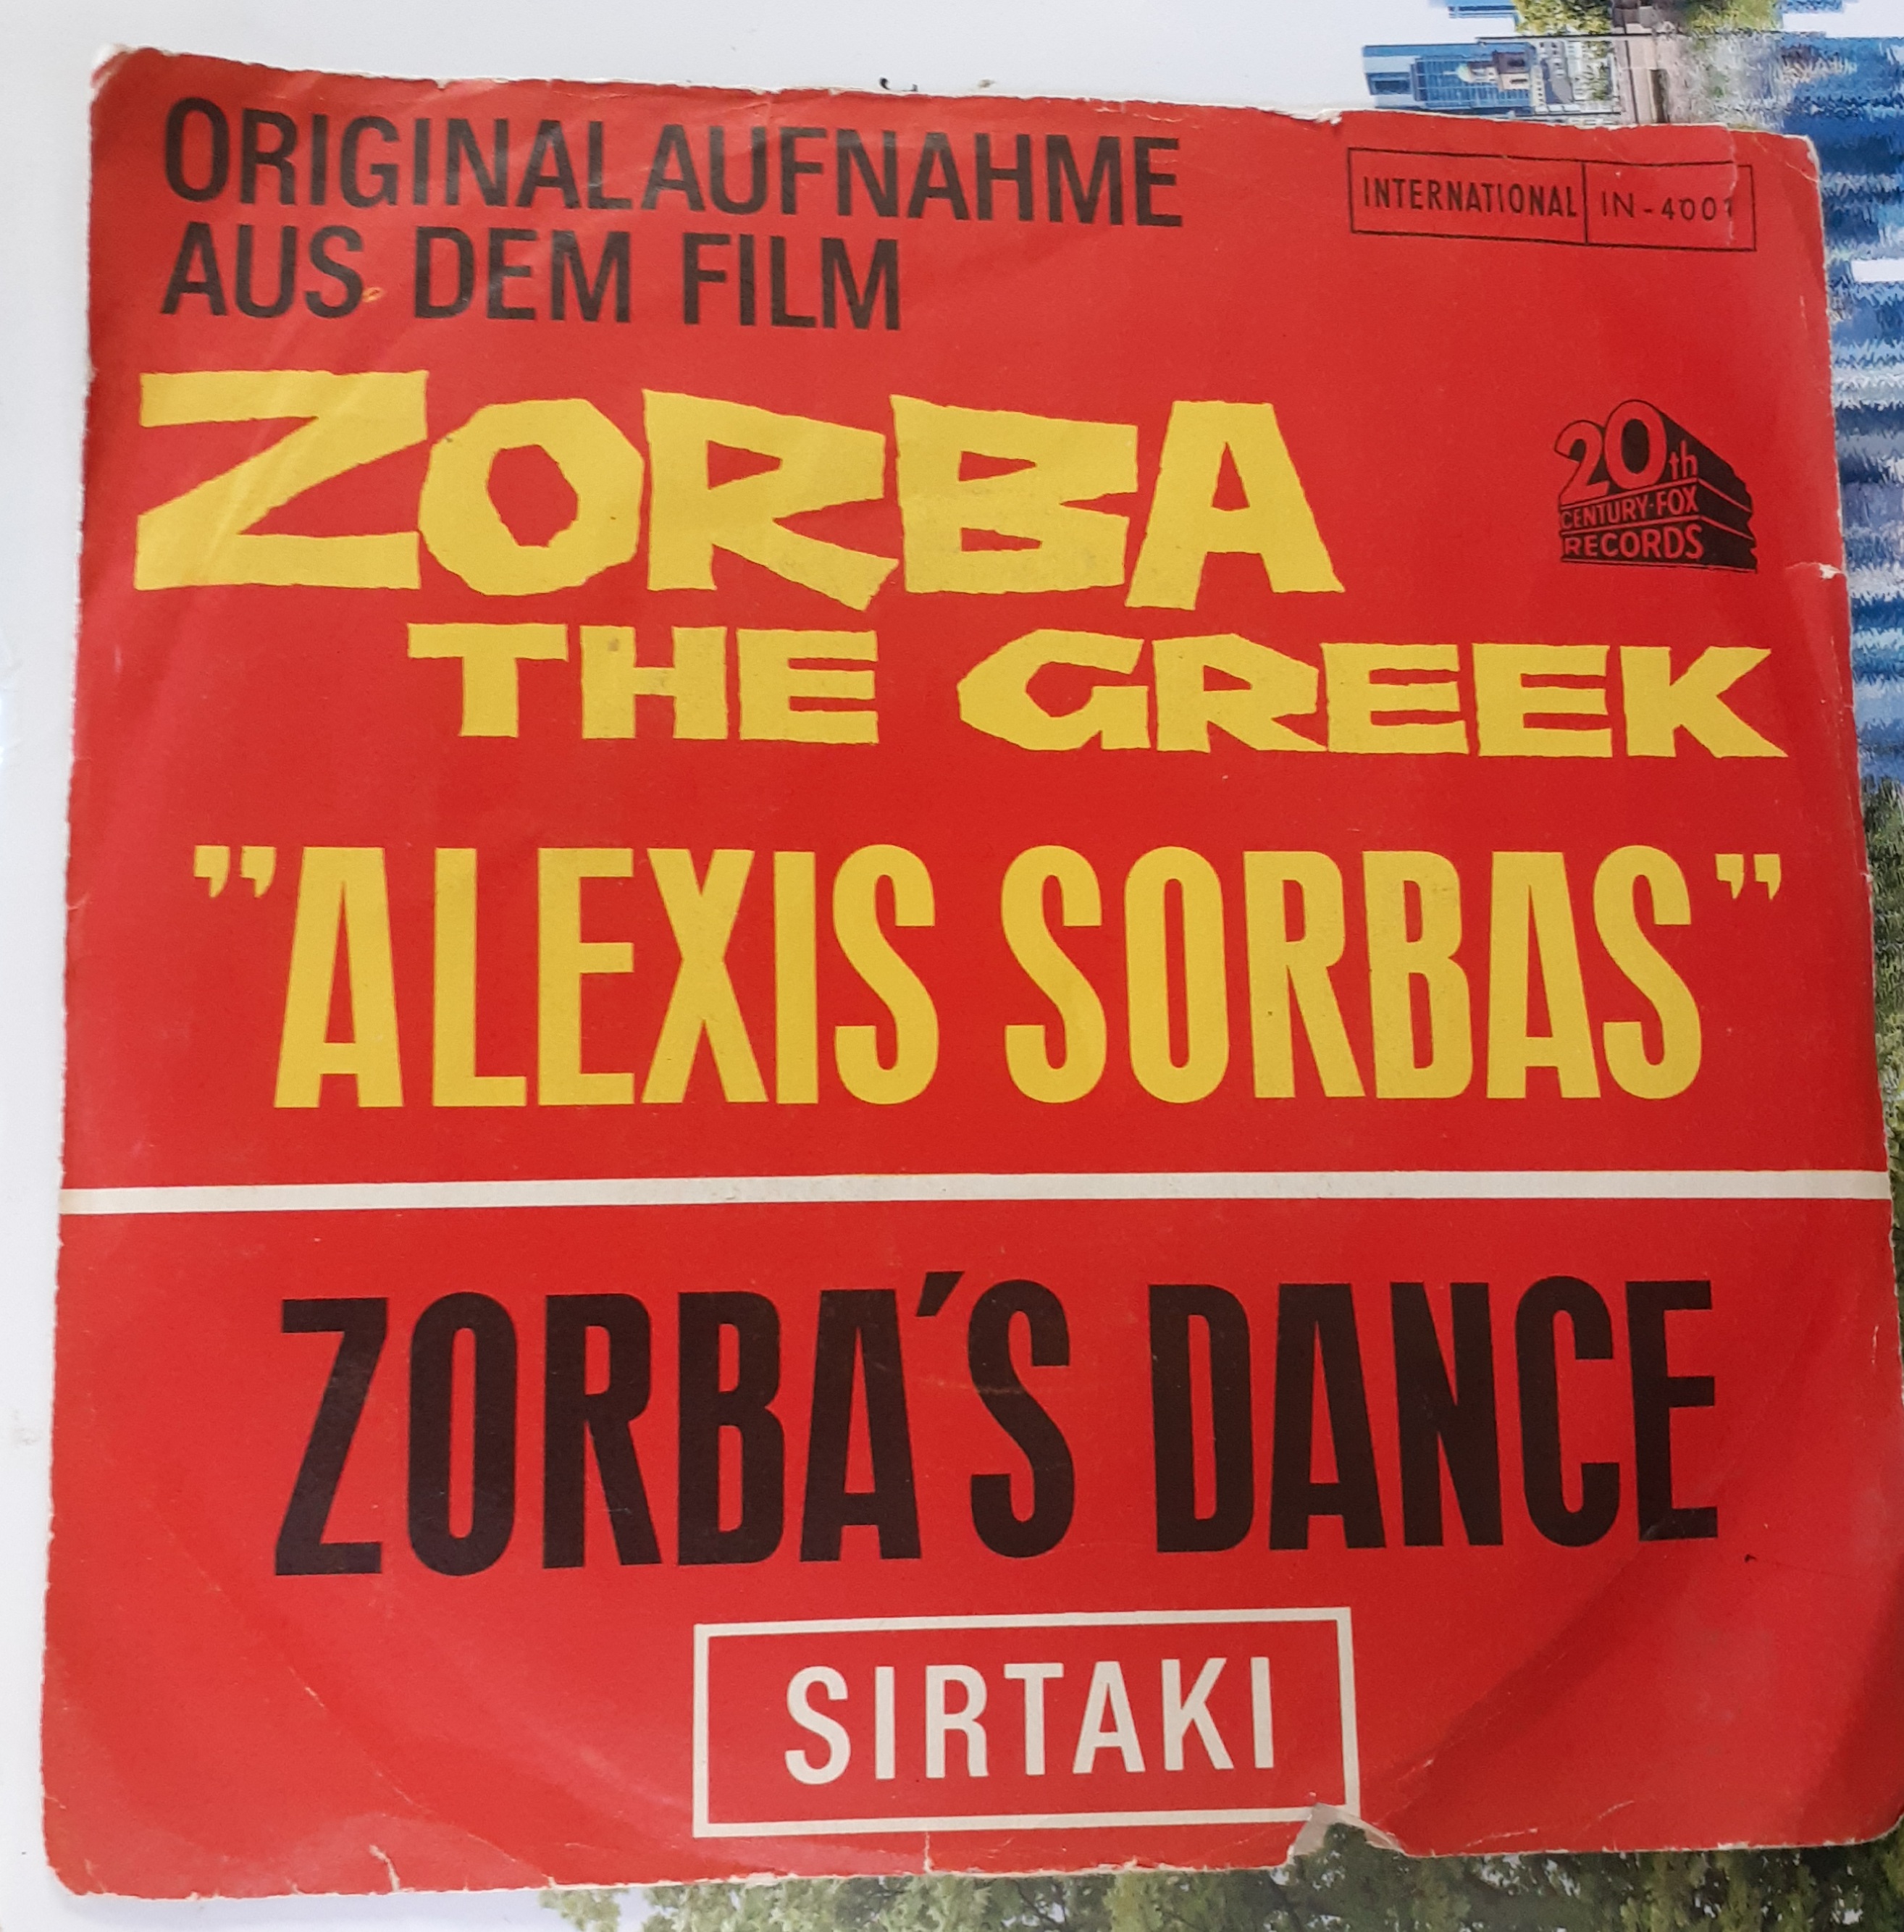 ORIGINALAUFNAHME
AUS DEM FILM
INTERNATIONAL IN-4001
ZORBA
THE GREEK
20th
CENTURY-FOX
RECORDS
”ALEXIS SORBAS”
ZORBA'S DANCE
SIRTAKI